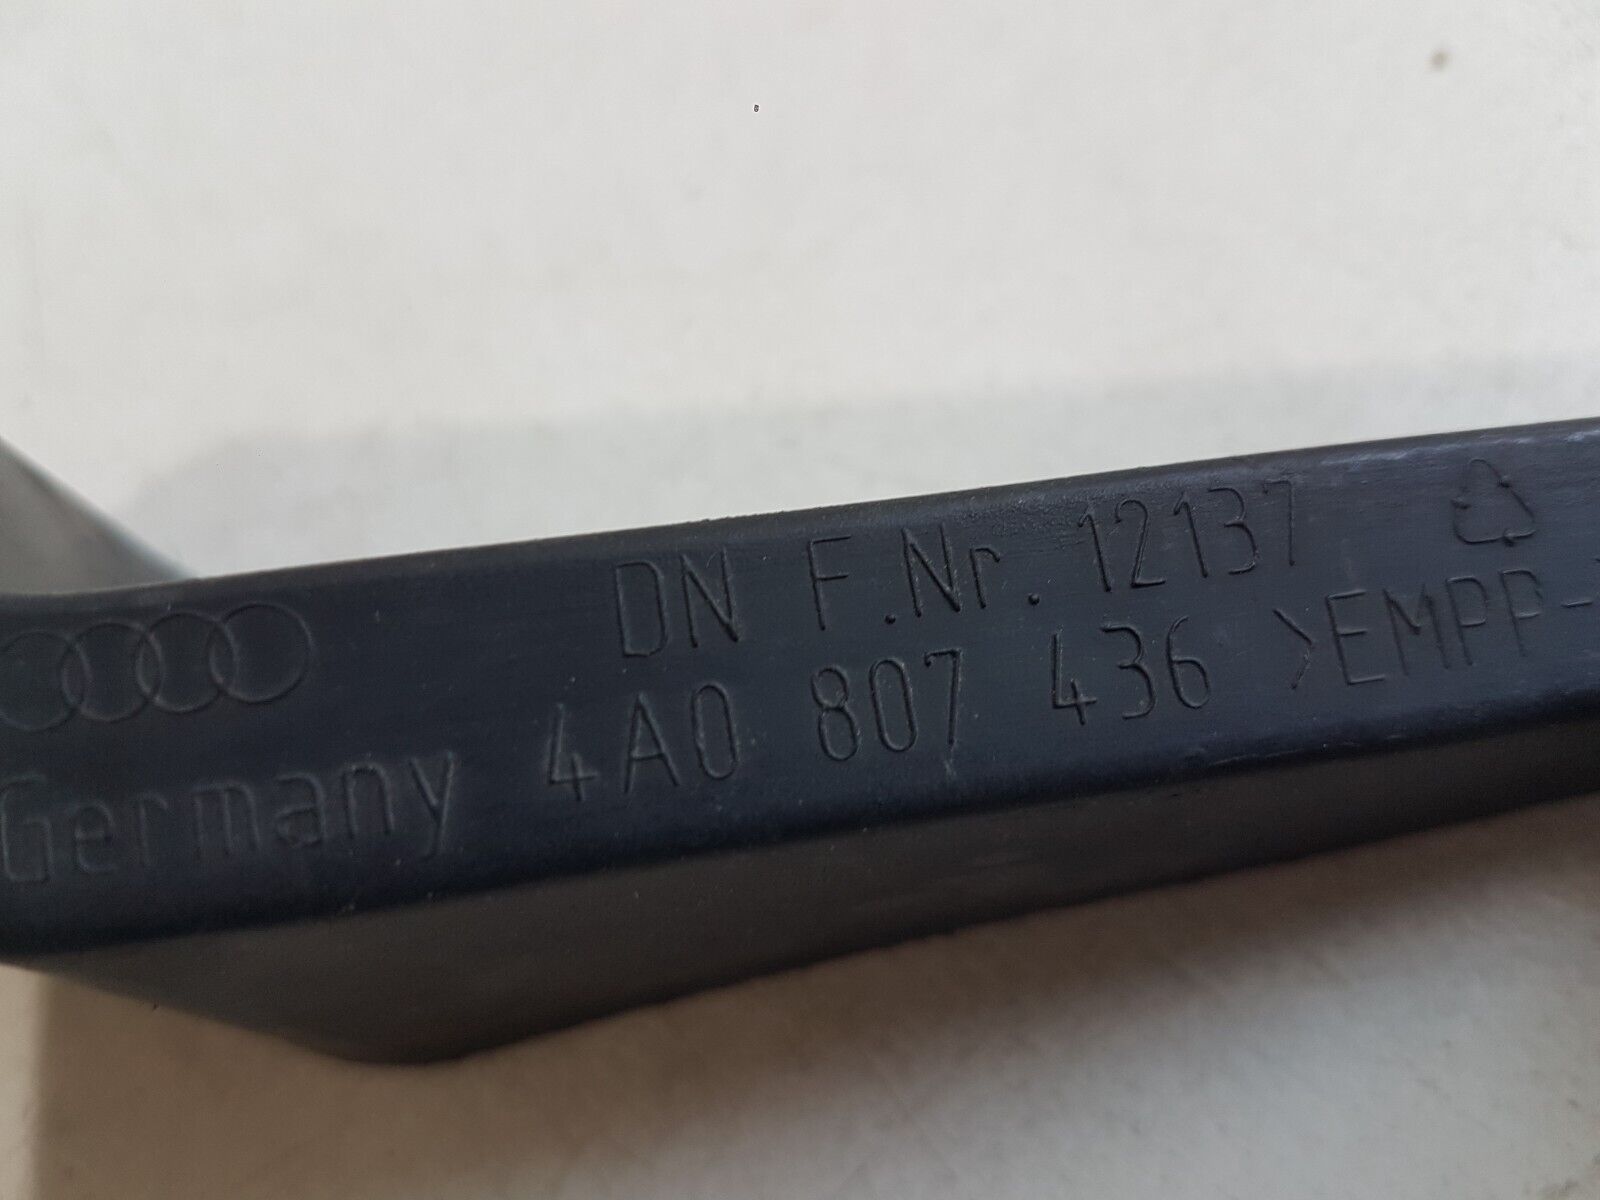 DN F.Nr. 12137
Germany 4A0 807 436 >EMPP-